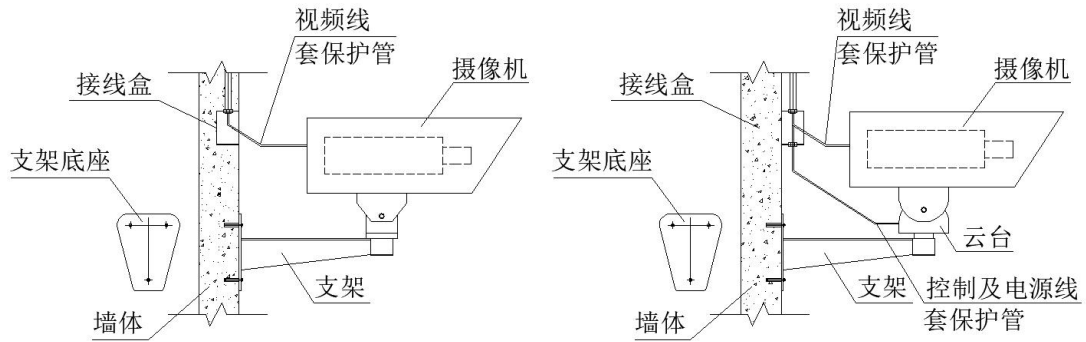 视频线
套保护管
摄像机
接线盒
支架底座
支架
墙体
视频线
套保护管
摄像机
接线盒
支架底座
云台
支架
控制及电源线
套保护管
墙体